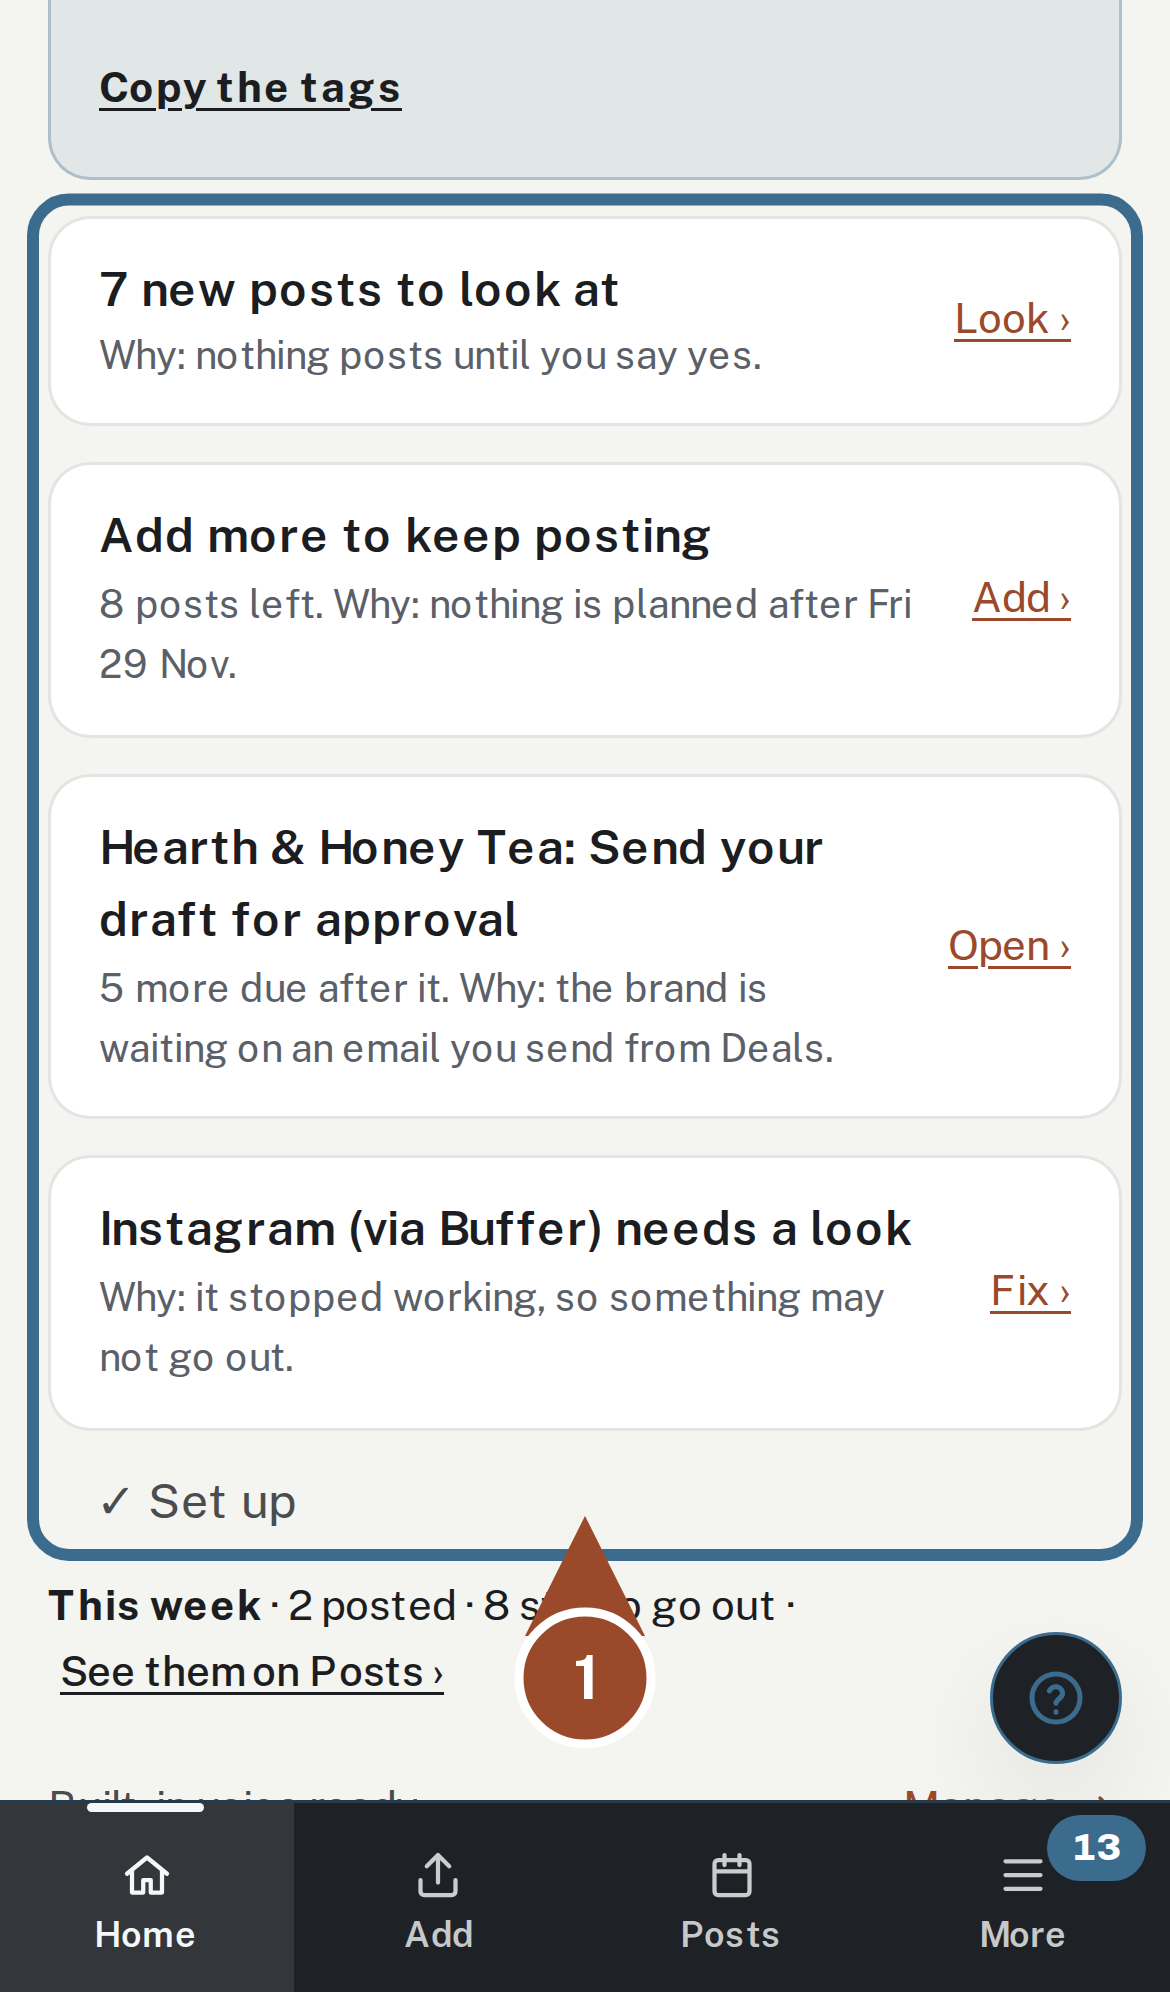 Copy the tags
7 new posts to look at
Why: nothing posts until you say yes.
Look ›
Add more to keep posting
8 posts left. Why: nothing is planned after Fri
29 Nov.
Add ›
Hearth & Honey Tea: Send your
draft for approval
5 more due after it. Why: the brand is
waiting on an email you send from Deals.
Open ›
Instagram (via Buffer) needs a look
Why: it stopped working, so something may
not go out.
Fix ›
✓ Set up
This week · 2 posted · 8 go out ·
See them on Posts ›
1
13
Home
Add
Posts
More